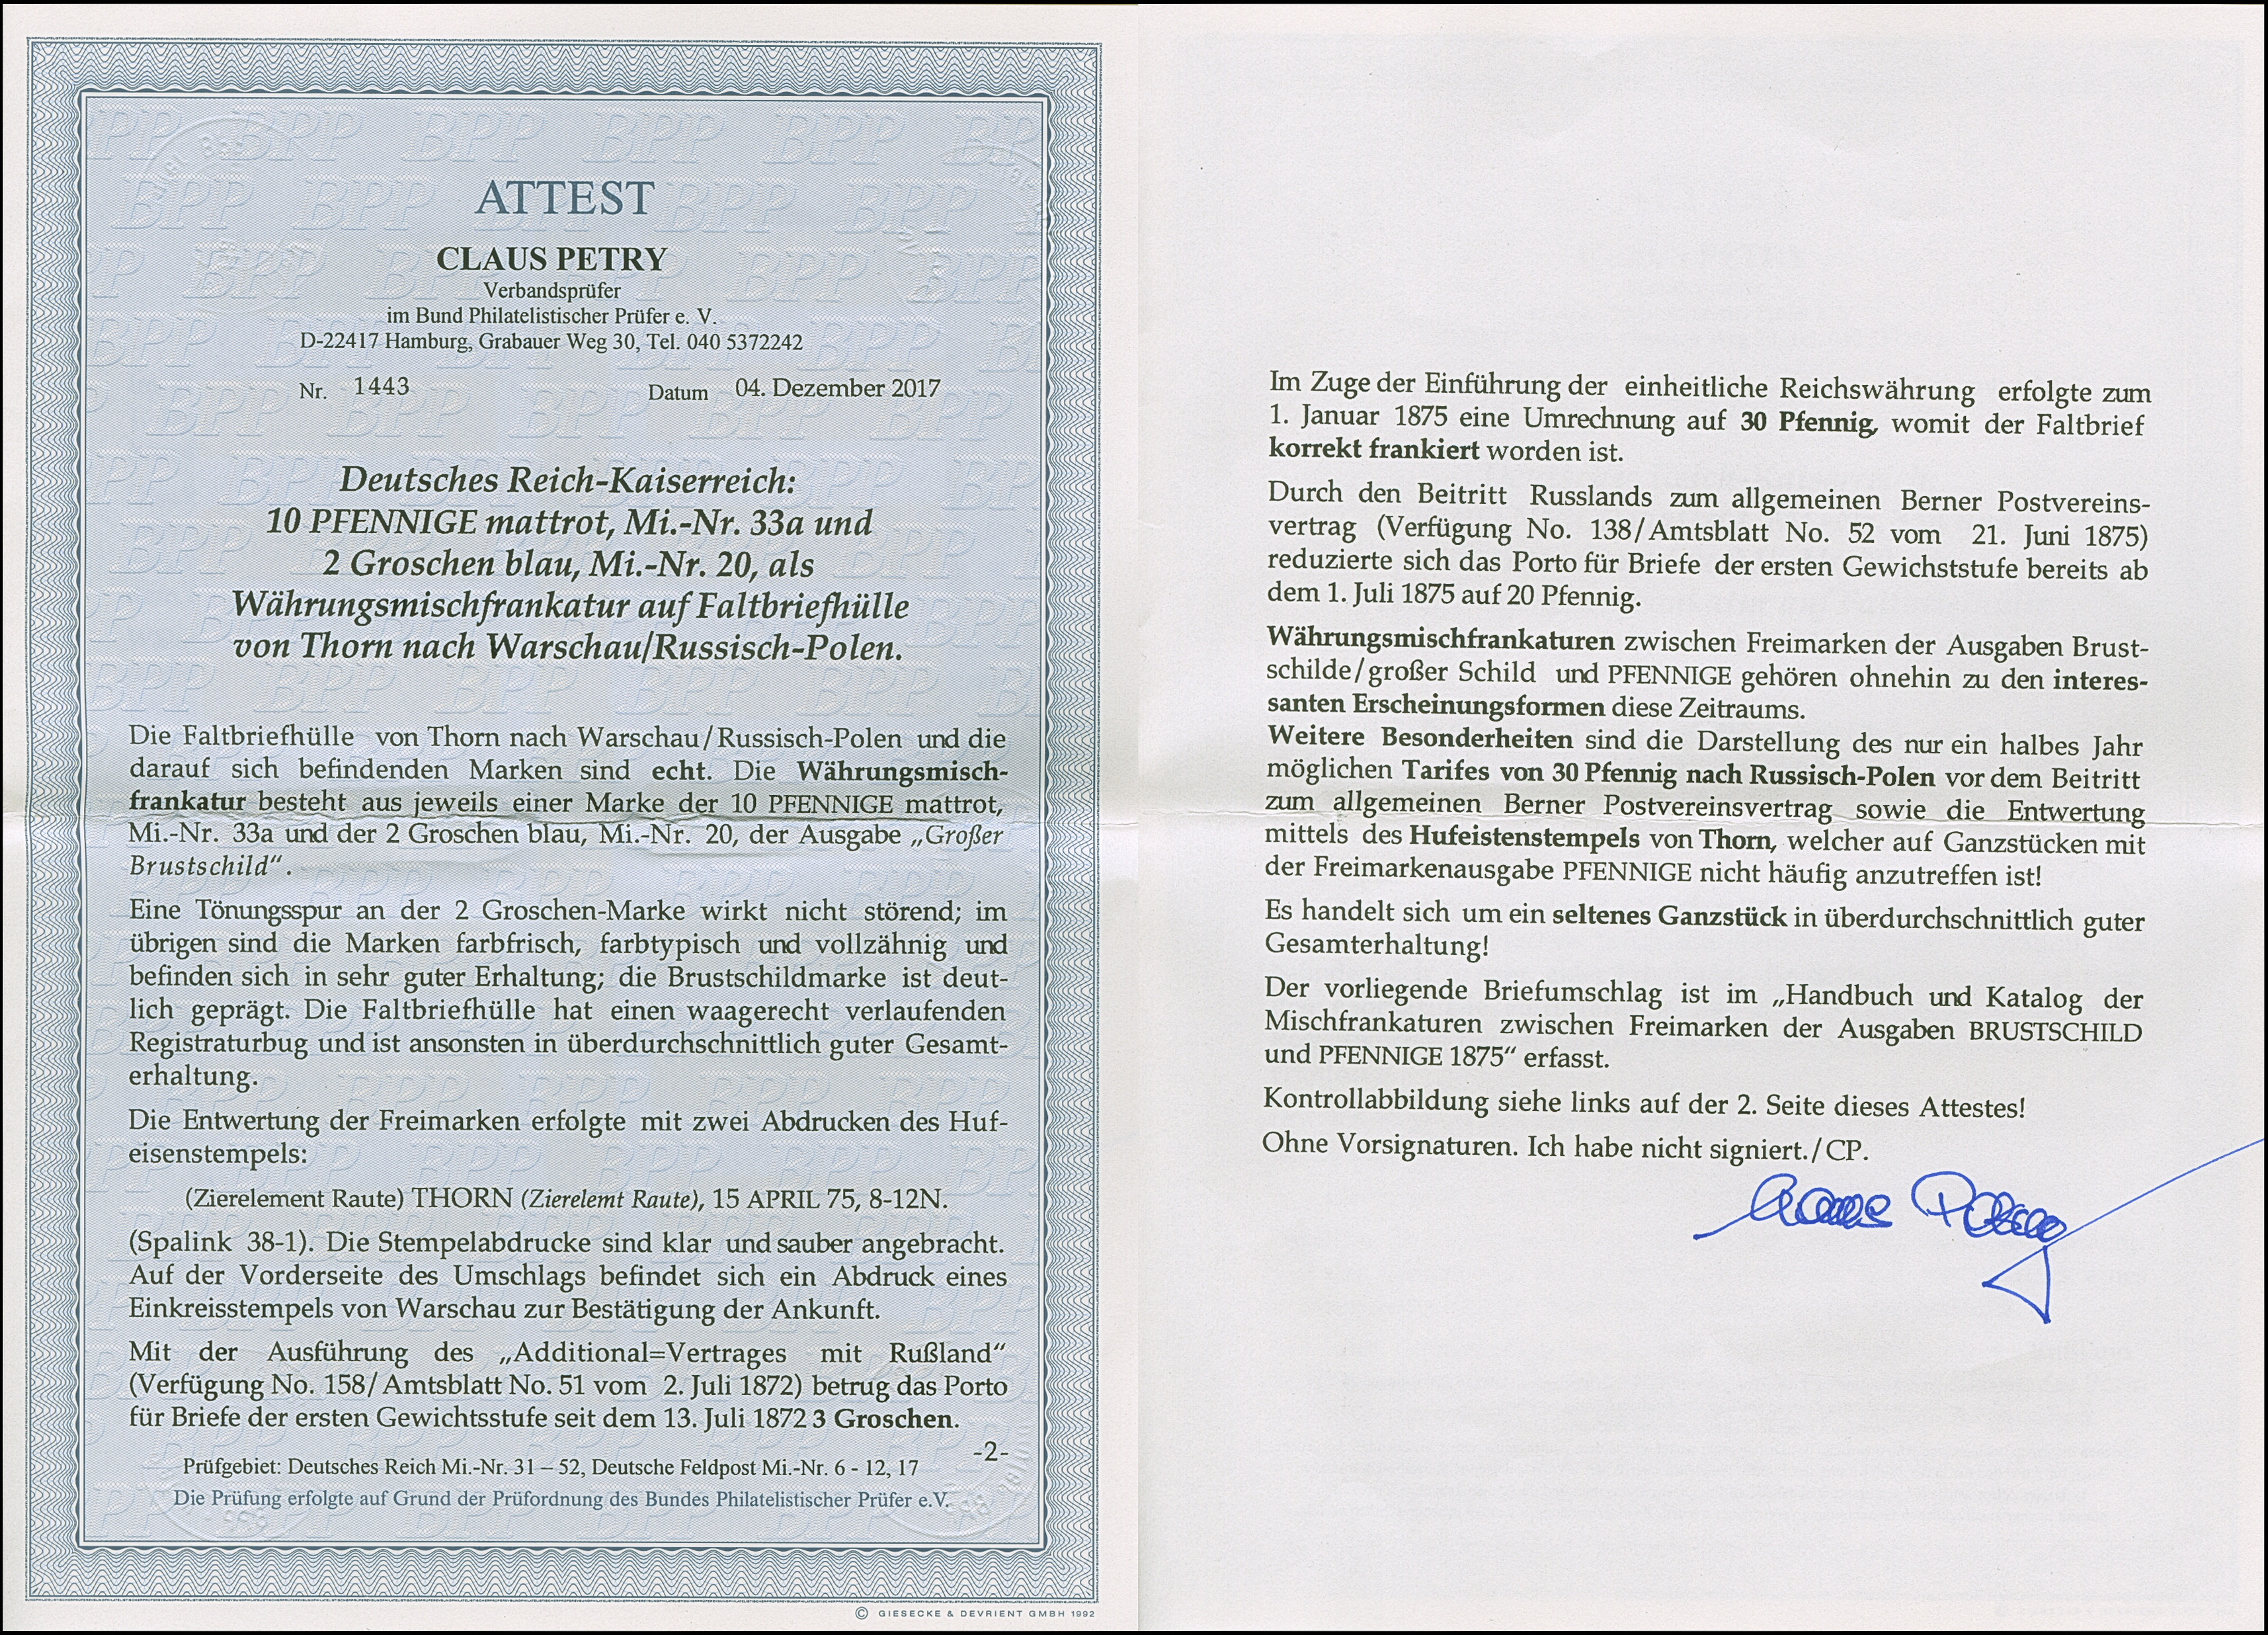 ATTEST
CLAUS PETRY
Verbandsprüfer
im Bund Philatelistischer Prüfer e. V.
D-22417 Hamburg, Grabauer Weg 30, Tel. 040 5372242
Nr. 1443 Datum 04. Dezember 2017
Deutsches Reich-Kaiserreich:
10 PFENNIGE mattrot, Mi.-Nr. 33a und
2 Groschen blau, Mi.-Nr. 20, als
Währungsmischfrankatur auf Faltbriefhülle
von Thorn nach Warschau/Russisch-Polen.
Die Faltbriefhülle von Thorn nach Warschau/Russisch-Polen und die
darauf sich befindenden Marken sind echt. Die Währungsmisch-
frankatur besteht aus jeweils einer Marke der 10 PFENNIGE mattrot,
Mi.-Nr. 33a und der 2 Groschen blau, Mi.-Nr. 20, der Ausgabe „Großer
Brustschild“.
Eine Tönungsspur an der 2 Groschen-Marke wirkt nicht störend; im
übrigen sind die Marken farbfrisch, farbtypisch und vollzähnig und
befinden sich in sehr guter Erhaltung; die Brustschildmarke ist deut-
lich geprägt. Die Faltbriefhülle hat einen waagerecht verlaufenden
Registraturbug und ist ansonsten in überdurchschnittlich guter Gesamt-
erhaltung.
Die Entwertung der Freimarken erfolgte mit zwei Abdrucken des Huf-
eisenstempels:
(Zierelement Raute) THORN (Zierelemt Raute), 15 APRIL 75, 8-12N.
(Spalink 38-1). Die Stempelabdrucke sind klar und sauber angebracht.
Auf der Vorderseite des Umschlags befindet sich ein Abdruck eines
Einkreisstempels von Warschau zur Bestätigung der Ankunft.
Mit der Ausführung des „Additional=Vertrages mit Rußland“
(Verfügung No. 158/Amtsblatt No. 51 vom 2. Juli 1872) betrug das Porto
für Briefe der ersten Gewichtsstufe seit dem 13. Juli 1872 3 Groschen.
-2-
Prüfgebiet: Deutsches Reich Mi.-Nr. 31 – 52, Deutsche Feldpost Mi.-Nr. 6 - 12, 17
Die Prüfung erfolgte auf Grund der Prüfordnung des Bundes Philatelistischer Prüfer e.V.
© GIESECKE & DEVRIENT GMBH 1992
Im Zuge der Einführung der einheitliche Reichswährung erfolgte zum
1. Januar 1875 eine Umrechnung auf 30 Pfennig, womit der Faltbrief
korrekt frankiert worden ist.
Durch den Beitritt Russlands zum allgemeinen Berner Postvereins-
vertrag (Verfügung No. 138/Amtsblatt No. 52 vom 21. Juni 1875)
reduzierte sich das Porto für Briefe der ersten Gewichststufe bereits ab
dem 1. Juli 1875 auf 20 Pfennig.
Währungsmischfrankaturen zwischen Freimarken der Ausgaben Brust-
schilde/großer Schild und PFENNIGE gehören ohnehin zu den interes-
santen Erscheinungsformen diese Zeitraums.
Weitere Besonderheiten sind die Darstellung des nur ein halbes Jahr
möglichen Tarifes von 30 Pfennig nach Russisch-Polen vor dem Beitritt
zum allgemeinen Berner Postvereinsvertrag sowie die Entwertung
mittels des Hufeistenstempels von Thorn, welcher auf Ganzstücken mit
der Freimarkenausgabe PFENNIGE nicht häufig anzutreffen ist!
Es handelt sich um ein seltenes Ganzstück in überdurchschnittlich guter
Gesamterhaltung!
Der vorliegende Briefumschlag ist im „Handbuch und Katalog der
Mischfrankaturen zwischen Freimarken der Ausgaben BRUSTSCHILD
und PFENNIGE 1875“ erfasst.
Kontrollabbildung siehe links auf der 2. Seite dieses Attestes!
Ohne Vorsignaturen. Ich habe nicht signiert./CP.